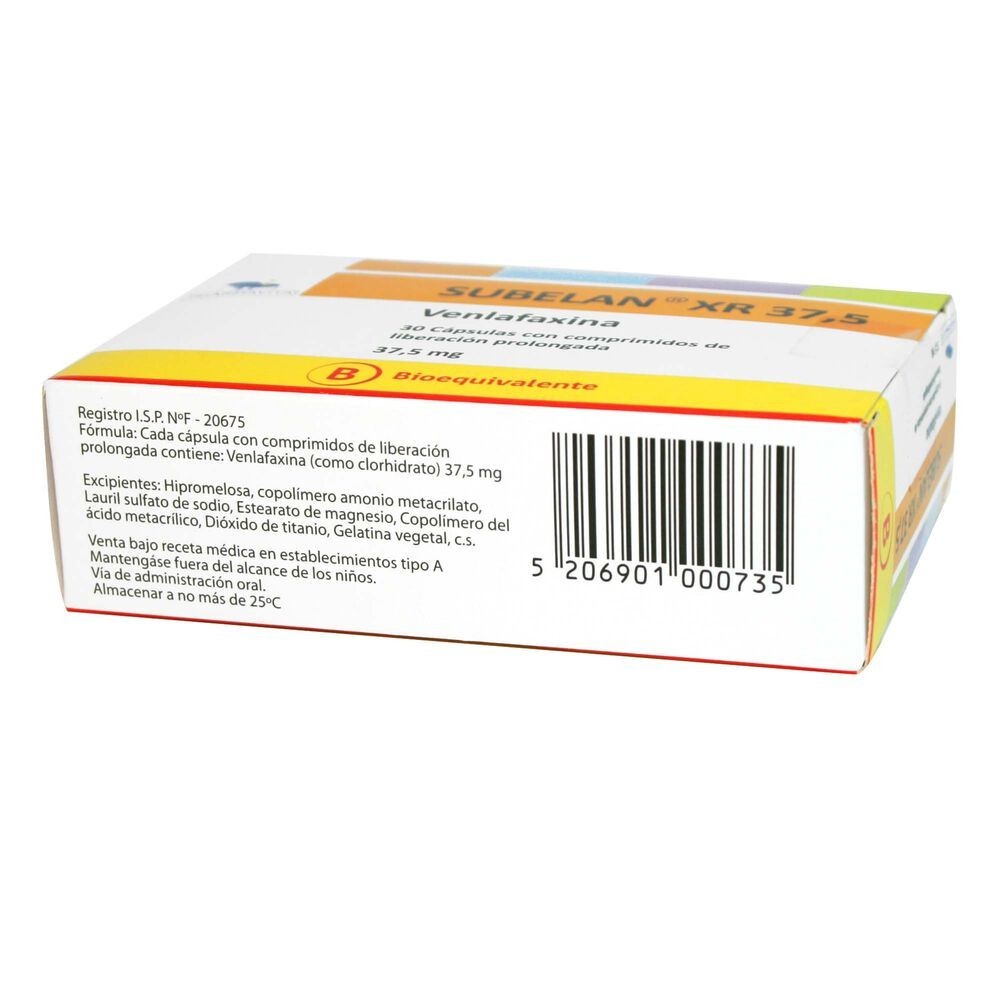 SUBELAN ® XR 37,5
Venlafaxina
30 Cápsulas con comprimidos de
liberación prolongada
37,5 mg
B Bioequivalente
Registro I.S.P. NºF - 20675
Fórmula: Cada cápsula con comprimidos de liberación
prolongada contiene: Venlafaxina (como clorhidrato) 37,5 mg
Excipientes: Hipromelosa, copolímero amonio metacrilato,
Lauril sulfato de sodio, Estearato de magnesio, Copolímero del
ácido metacrílico, Dióxido de titanio, Gelatina vegetal, c.s.
Venta bajo receta médica en establecimientos tipo A
Mantengáse fuera del alcance de los niños.
Vía de administración oral.
Almacenar a no más de 25ºC
5 206901 000735
B